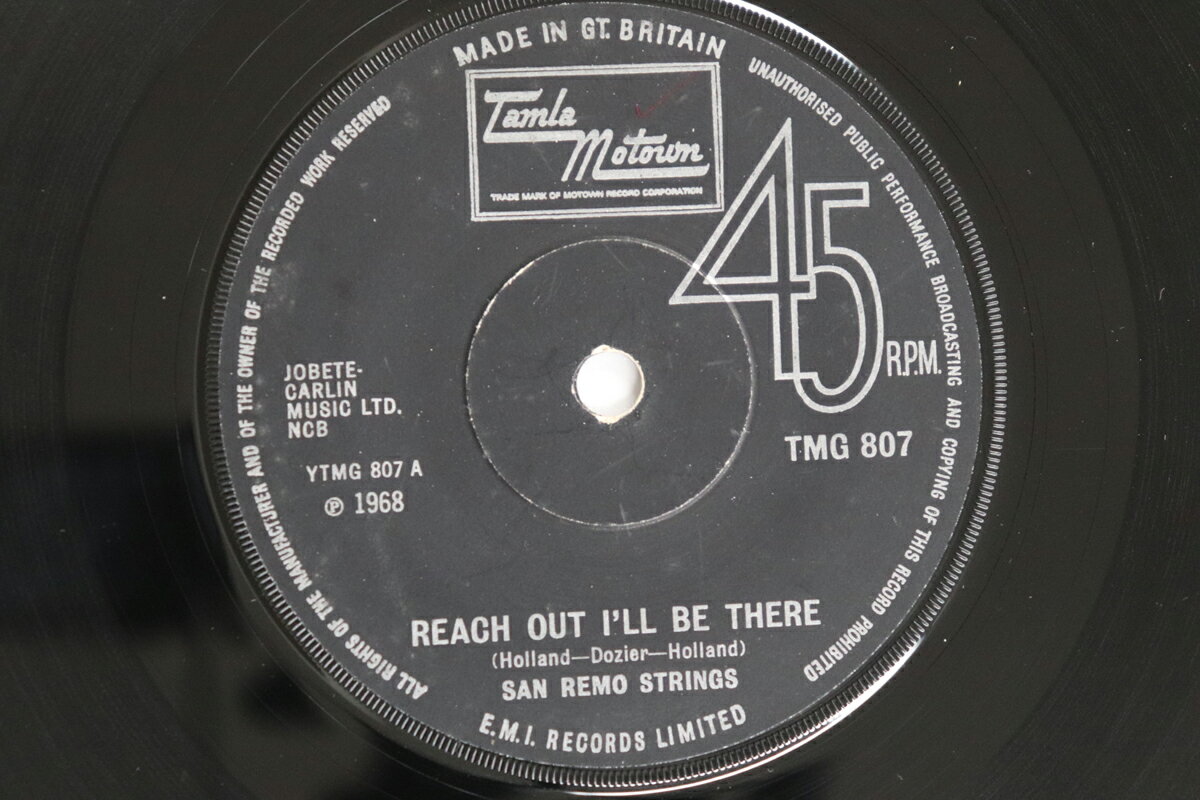 MADE IN GT. BRITAIN
Tamla
Motown
TRADE MARK OF MOTOWN RECORD CORPORATION
UNAUTHORISED PUBLIC PERFORMANCE BROADCASTING AND COPYING OF THIS RECORD PROHIBITED
ALL RIGHTS OF THE MANUFACTURER AND OF THE OWNER OF THE RECORDED WORK RESERVED
45 R.P.M.
JOBETE-
CARLIN
MUSIC LTD.
NCB
TMG 807
YTMG 807 A
℗ 1968
REACH OUT I'LL BE THERE
(Holland—Dozier—Holland)
SAN REMO STRINGS
E.M.I. RECORDS LIMITED